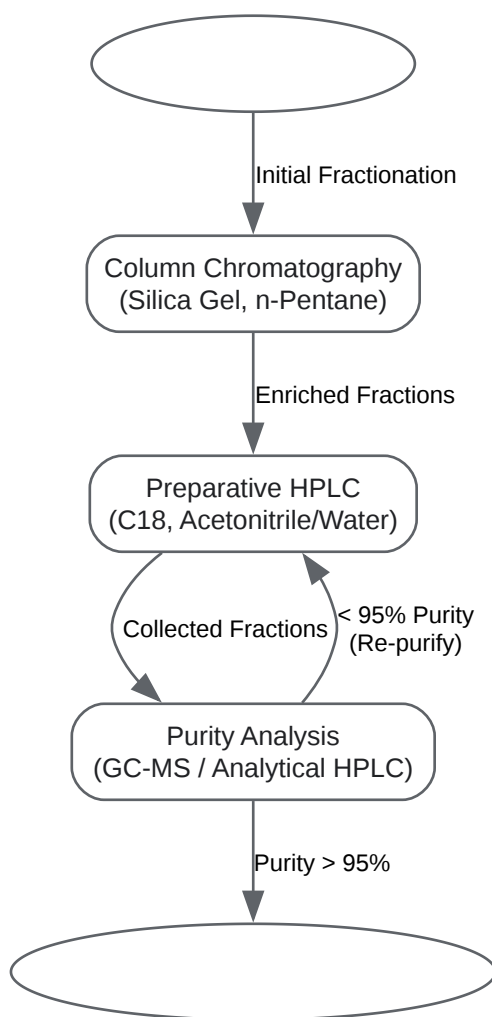 Initial Fractionation
Column Chromatography
(Silica Gel, n-Pentane)
Enriched Fractions
Preparative HPLC
(C18, Acetonitrile/Water)
Collected Fractions
< 95% Purity
(Re-purify)
Purity Analysis
(GC-MS / Analytical HPLC)
Purity > 95%